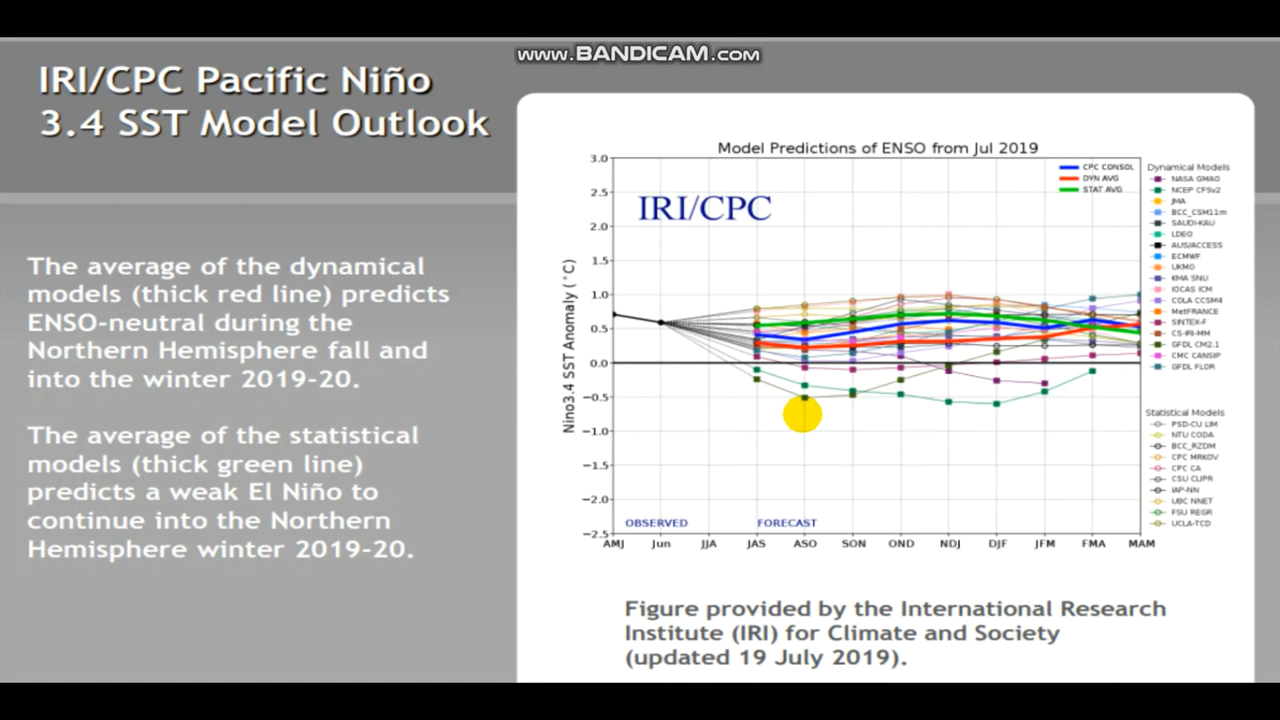 www.BANDICAM.com
IRI/CPC Pacific Niño
3.4 SST Model Outlook
The average of the dynamical
models (thick red line) predicts
ENSO-neutral during the
Northern Hemisphere fall and
into the winter 2019-20.
The average of the statistical
models (thick green line)
predicts a weak El Niño to
continue into the Northern
Hemisphere winter 2019-20.
Model Predictions of ENSO from Jul 2019
IRI/CPC
CPC CONSOL
DYN AVG
STAT AVG
Nino3.4 SST Anomaly (°C)
3.0
2.5
2.0
1.5
1.0
0.5
0.0
−0.5
−1.0
−1.5
−2.0
−2.5
OBSERVED FORECAST
AMJ Jun JJA JAS ASO SON OND NDJ DJF JFM FMA MAM
Dynamical Models
NASA GMAO
NCEP CFSv2
JMA
BCC_CSM11m
SAUDI-KAU
LDEO
AUS/ACCESS
ECMWF
UKMO
KMA SNU
IOCAS ICM
COLA CCSM4
MetFRANCE
SINTEX-F
CS-IRI-MM
GFDL CM2.1
CMC CANSIP
GFDL FLOR
Statistical Models
PSD-CU LIM
NTU CODA
BCC_RZDM
CPC MRKOV
CPC CA
CSU CLIPR
IAP-NN
UBC NNET
FSU REGR
UCLA-TCD
Figure provided by the International Research
Institute (IRI) for Climate and Society
(updated 19 July 2019).